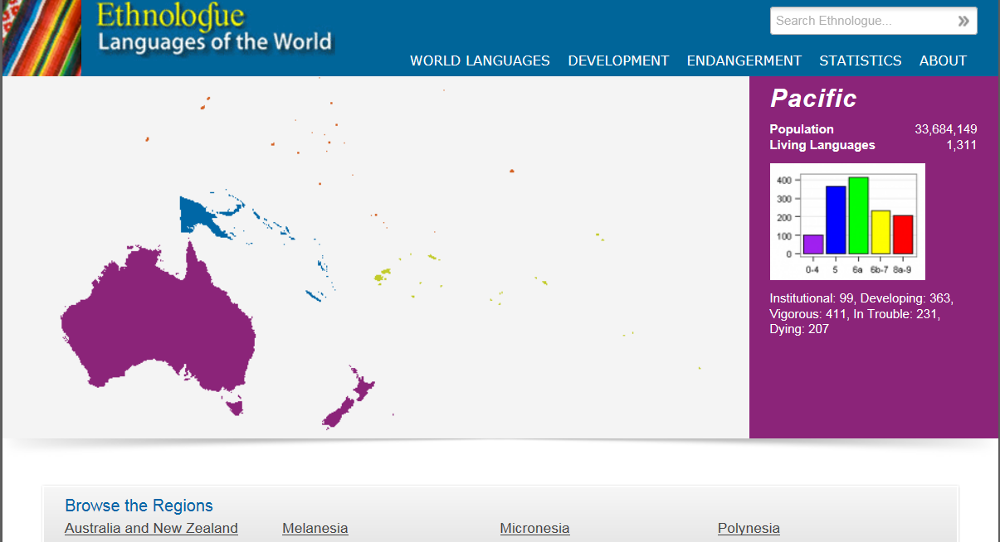 Ethnologue
Languages of the World
Search Ethnologue...
WORLD LANGUAGES DEVELOPMENT ENDANGERMENT STATISTICS ABOUT
Pacific
Population 33,684,149
Living Languages 1,311
400
300
200
100
0
0-4 5 6a 6b-7 8a-9
Institutional: 99, Developing: 363,
Vigorous: 411, In Trouble: 231,
Dying: 207
Browse the Regions
Australia and New Zealand Melanesia Micronesia Polynesia